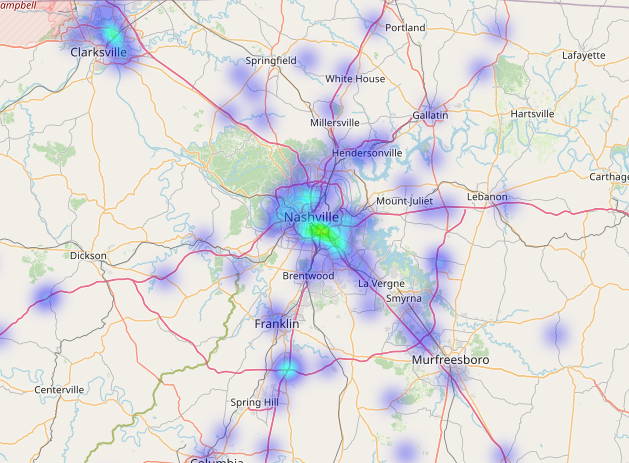 ampbell
Portland
Clarksville
Springfield
Lafayette
White House
Millersville
Gallatin
Hartsville
Hendersonville
Carthage
Mount Juliet
Lebanon
Nashville
Dickson
Brentwood
La Vergne
Smyrna
Franklin
Murfreesboro
Centerville
Spring Hill
Columbia